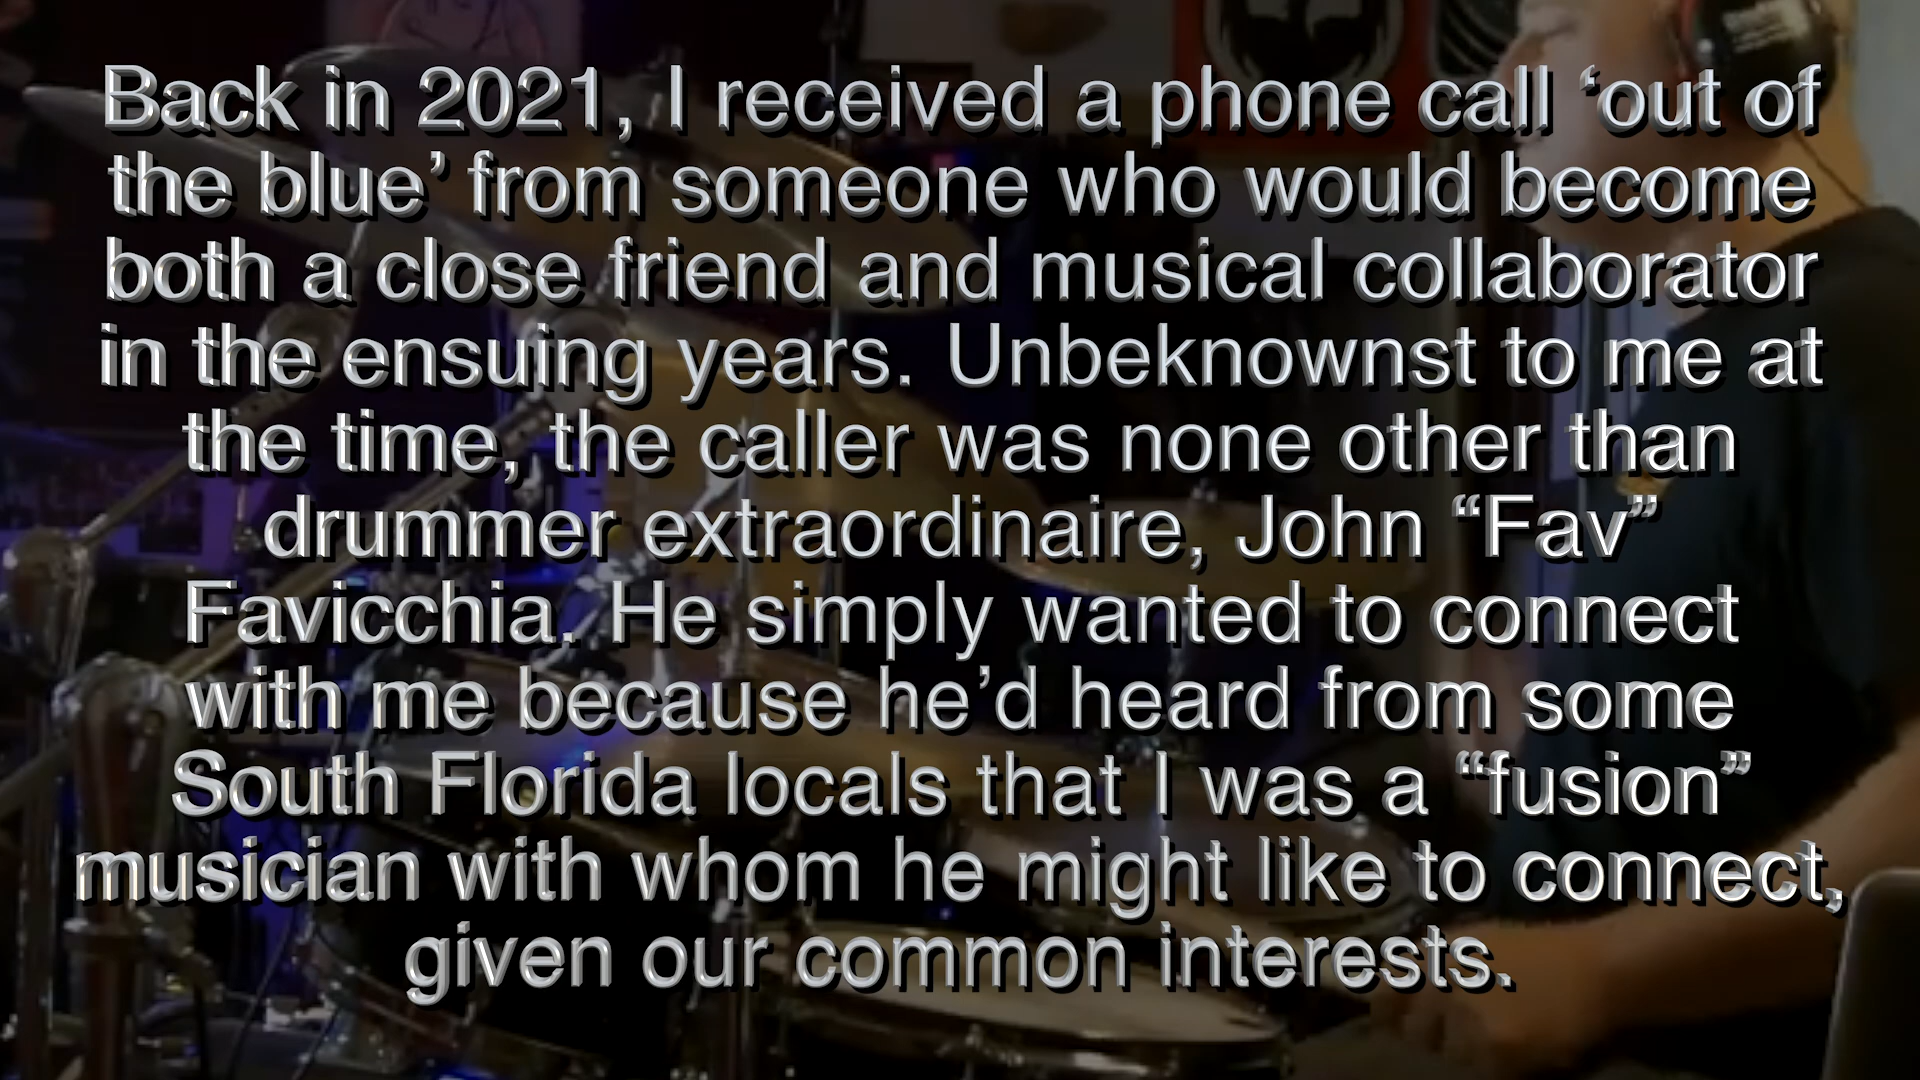 Back in 2021, I received a phone call ‘out of
the blue’ from someone who would become
both a close friend and musical collaborator
in the ensuing years. Unbeknownst to me at
the time, the caller was none other than
drummer extraordinaire, John “Fav”
Favicchia. He simply wanted to connect
with me because he’d heard from some
South Florida locals that I was a “fusion”
musician with whom he might like to connect,
given our common interests.